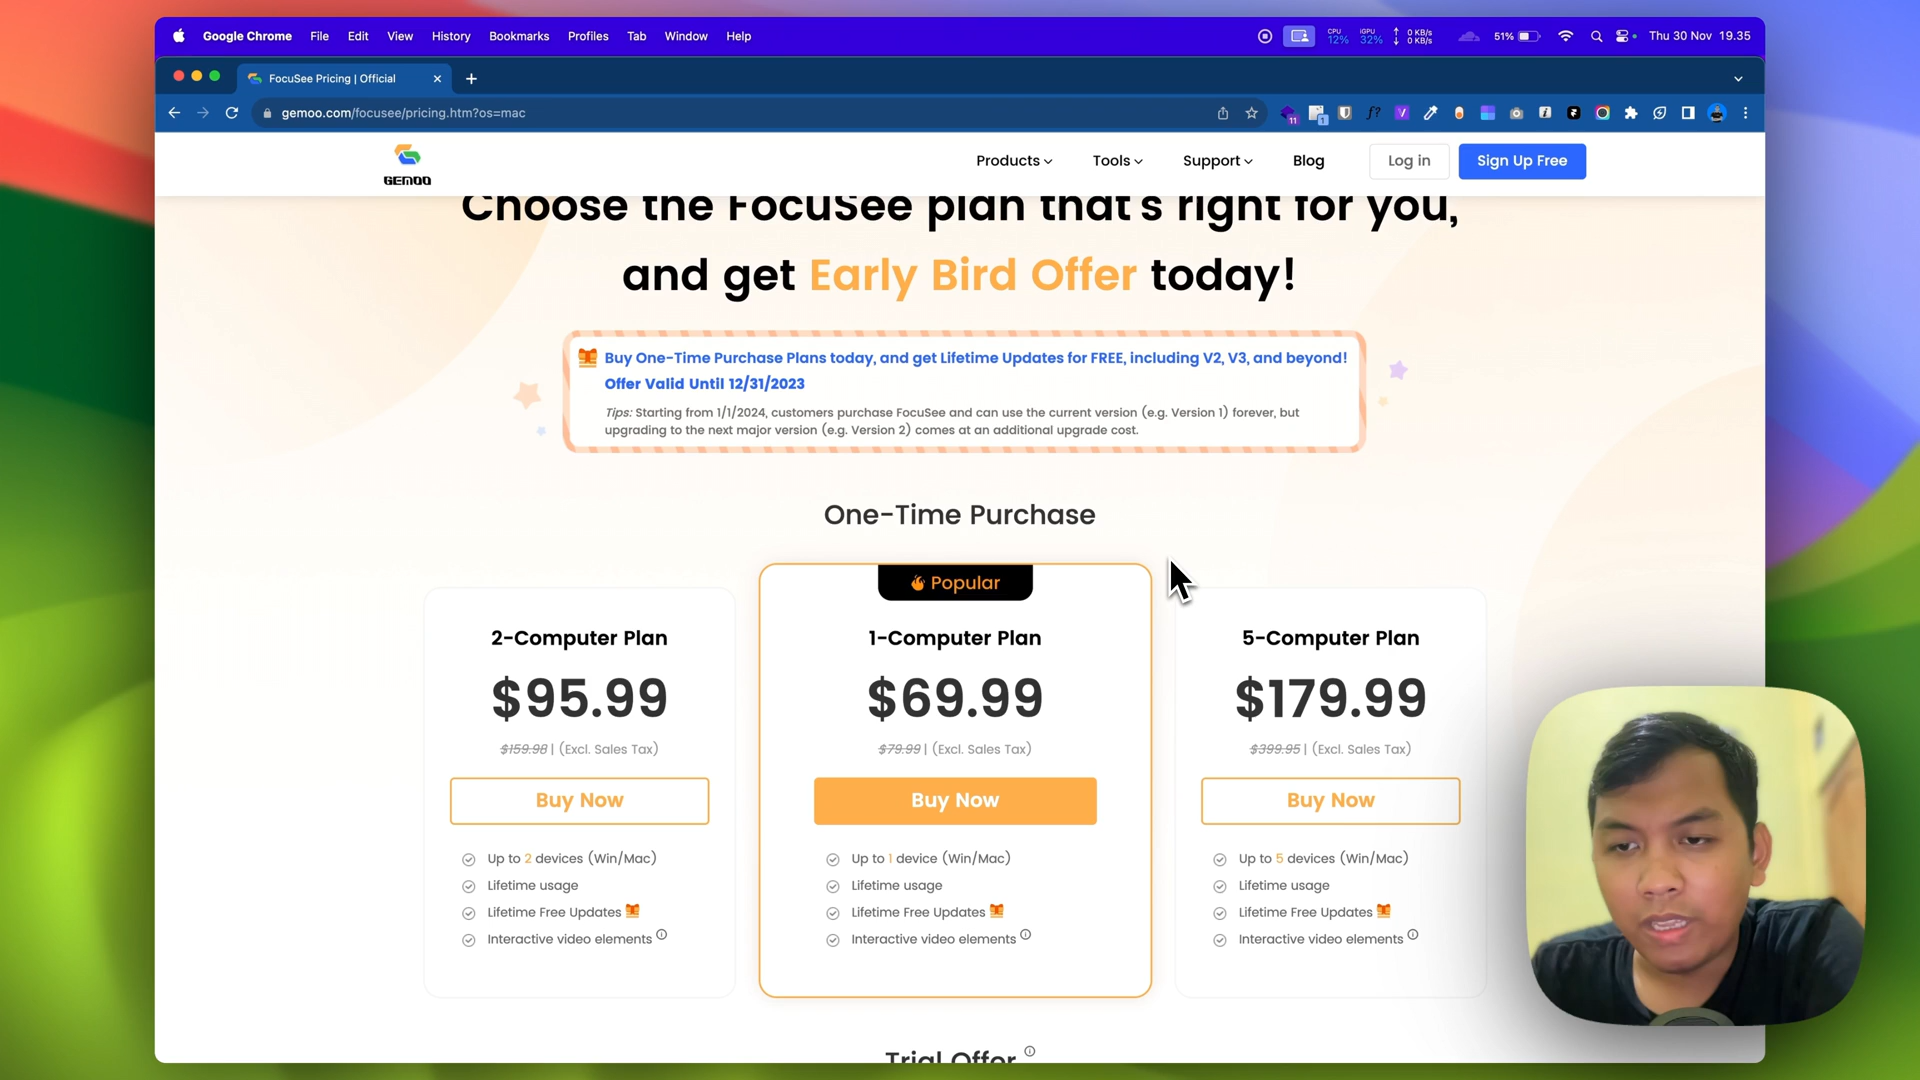 Google Chrome File Edit View History Bookmarks Profiles Tab Window Help
CPU 12% iGPU 32% 0 KB/s 0 KB/s 51% Thu 30 Nov 19.35
FocuSee Pricing | Official
gemoo.com/focusee/pricing.htm?os=mac
11 1 f? V
GEMOO
Products Tools Support Blog Log in Sign Up Free
Choose the FocuSee plan that's right for you,
and get Early Bird Offer today!
Buy One-Time Purchase Plans today, and get Lifetime Updates for FREE, including V2, V3, and beyond!
Offer Valid Until 12/31/2023
Tips: Starting from 1/1/2024, customers purchase FocuSee and can use the current version (e.g. Version 1) forever, but
upgrading to the next major version (e.g. Version 2) comes at an additional upgrade cost.
One-Time Purchase
2-Computer Plan
$95.99
$159.98 | (Excl. Sales Tax)
Buy Now
Up to 2 devices (Win/Mac)
Lifetime usage
Lifetime Free Updates
Interactive video elements
Popular
1-Computer Plan
$69.99
$79.99 | (Excl. Sales Tax)
Buy Now
Up to 1 device (Win/Mac)
Lifetime usage
Lifetime Free Updates
Interactive video elements
5-Computer Plan
$179.99
$399.95 | (Excl. Sales Tax)
Buy Now
Up to 5 devices (Win/Mac)
Lifetime usage
Lifetime Free Updates
Interactive video elements
Trial Offer